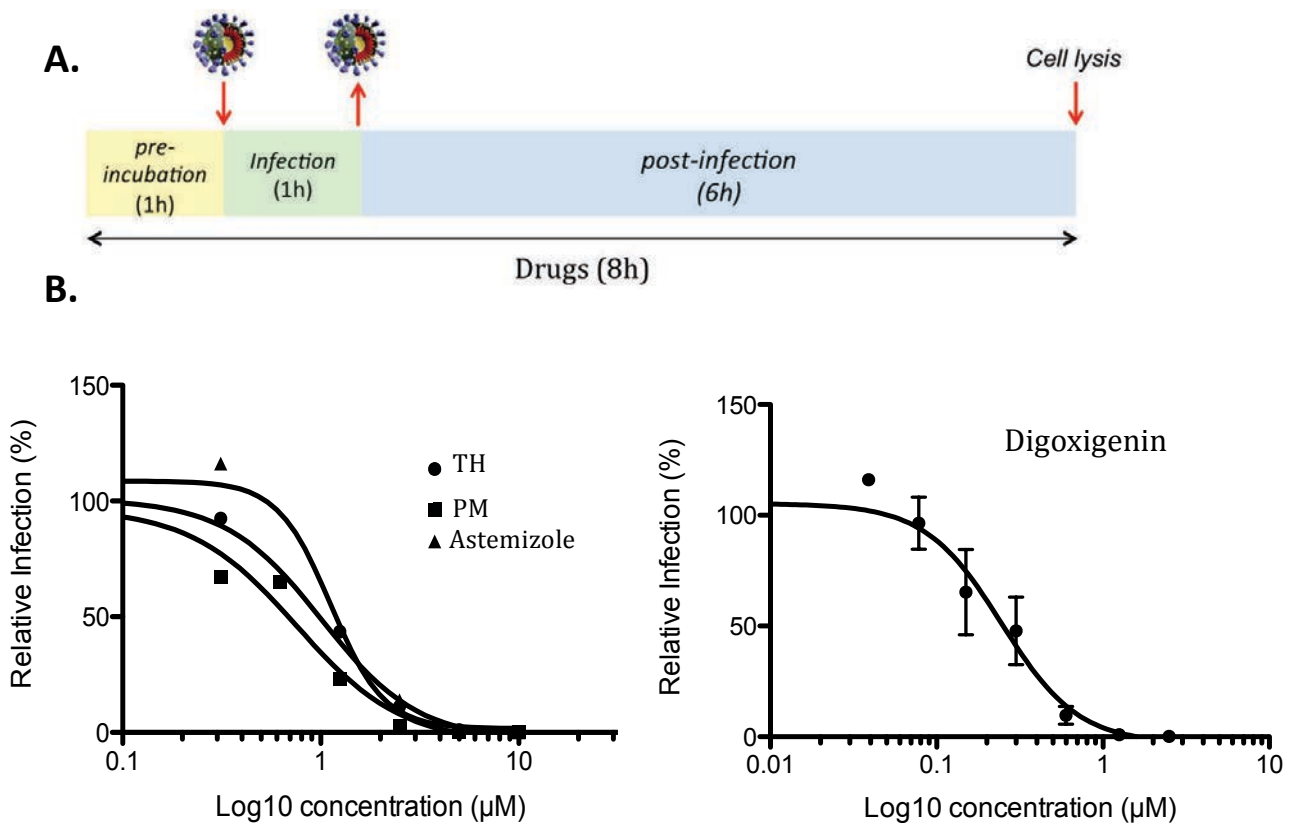 A.
Cell lysis
pre-
incubation
(1h)
Infection
(1h)
post-infection
(6h)
Drugs (8h)
B.
150
100
50
0
0.1
1
10
Relative Infection (%)
Log10 concentration (µM)
TH
PM
Astemizole
150
100
50
0
0.01
0.1
1
10
Relative Infection (%)
Log10 concentration (µM)
Digoxigenin